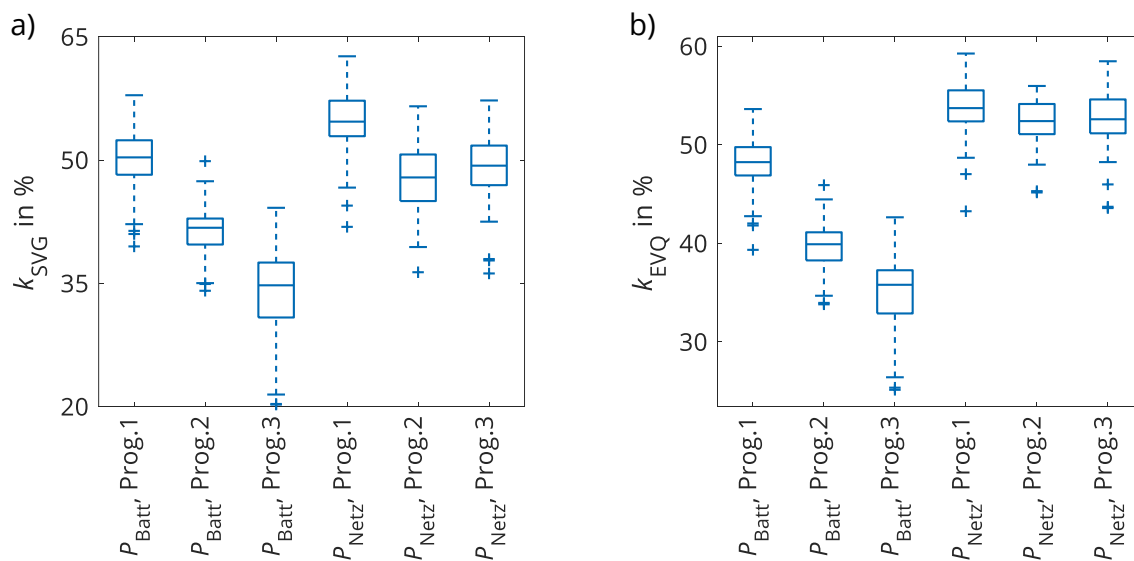 a)
65
50
35
20
k_SVG in %
P_Batt, Prog.1
P_Batt, Prog.2
P_Batt, Prog.3
P_Netz, Prog.1
P_Netz, Prog.2
P_Netz, Prog.3
b)
60
50
40
30
k_EVQ in %
P_Batt, Prog.1
P_Batt, Prog.2
P_Batt, Prog.3
P_Netz, Prog.1
P_Netz, Prog.2
P_Netz, Prog.3